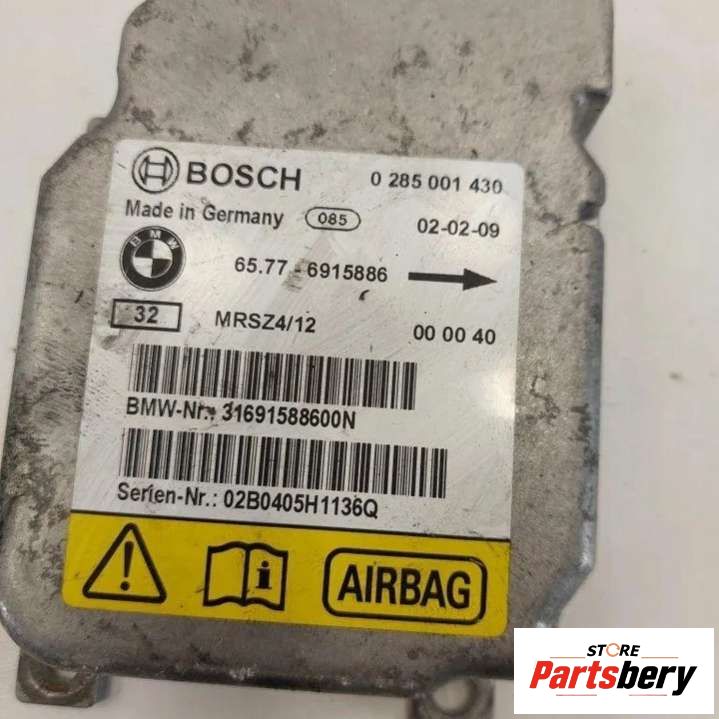 BOSCH 0 285 001 430
Made in Germany 085 02-02-09
BMW
65.77 - 6915886
32 MRSZ4/12 00 00 40
BMW-Nr.: 31691588600N
Serien-Nr.: 02B0405H1136Q
AIRBAG
STORE
Partsbery